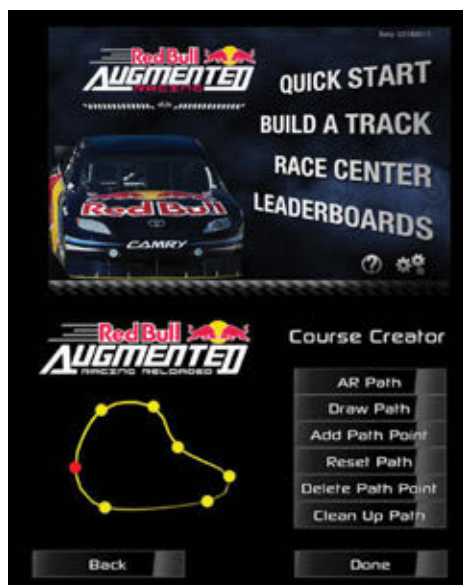 Red Bull
AUGMENTED
RACING
QUICK START
BUILD A TRACK
RACE CENTER
LEADERBOARDS
Red Bull
CAMRY
?
Red Bull
AUGMENTED
RACING RELOADED
Course Creator
AR Path
Draw Path
Add Path Point
Reset Path
Delete Path Point
Clean Up Path
Back
Done